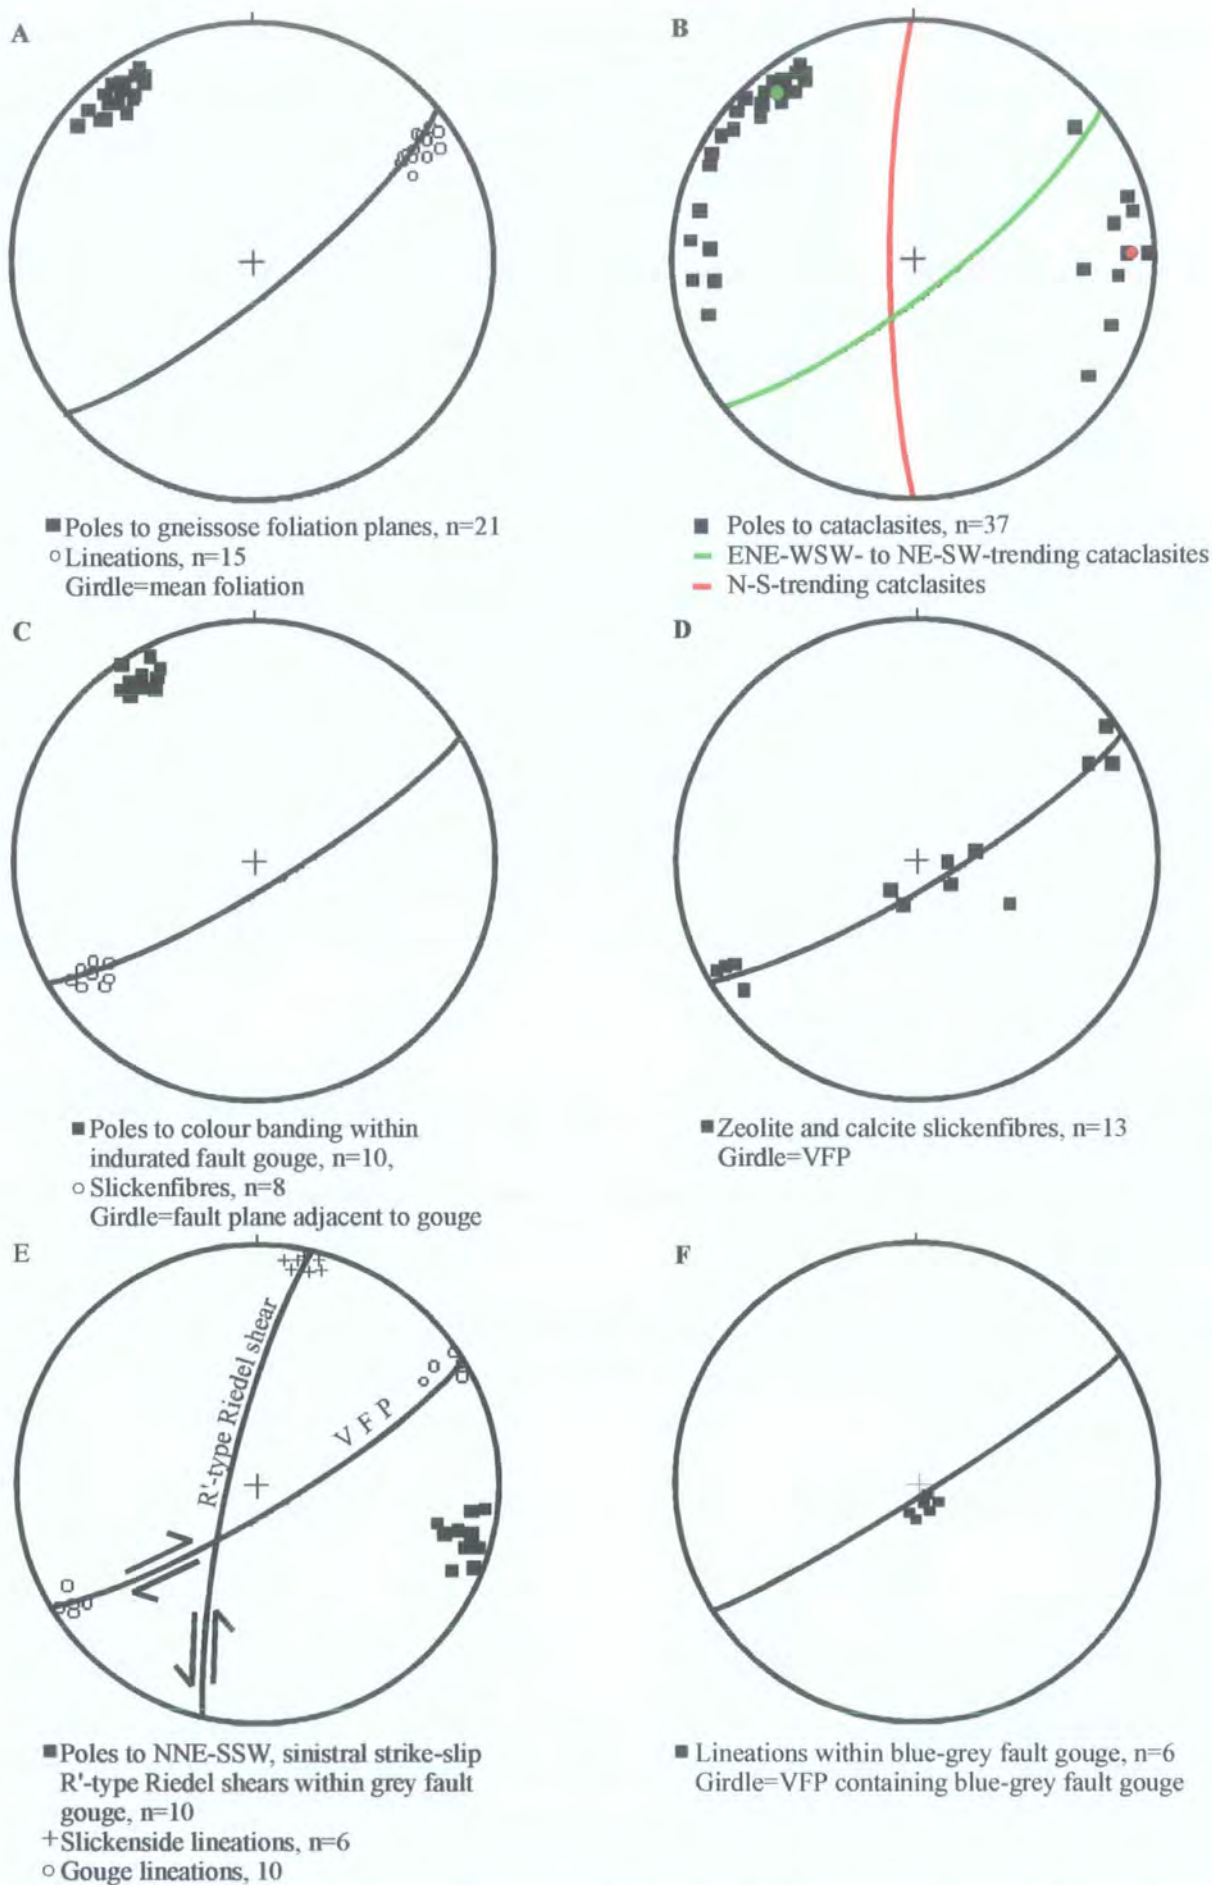 A
■ Poles to gneissose foliation planes, n=21
○ Lineations, n=15
Girdle=mean foliation
B
■ Poles to cataclasites, n=37
ENE-WSW- to NE-SW-trending cataclasites
N-S-trending catclasites
C
■ Poles to colour banding within
indurated fault gouge, n=10,
○ Slickenfibres, n=8
Girdle=fault plane adjacent to gouge
D
■ Zeolite and calcite slickenfibres, n=13
Girdle=VFP
E
R'-type Riedel shear
V F P
■ Poles to NNE-SSW, sinistral strike-slip
R'-type Riedel shears within grey fault
gouge, n=10
+ Slickenside lineations, n=6
○ Gouge lineations, 10
F
■ Lineations within blue-grey fault gouge, n=6
Girdle=VFP containing blue-grey fault gouge